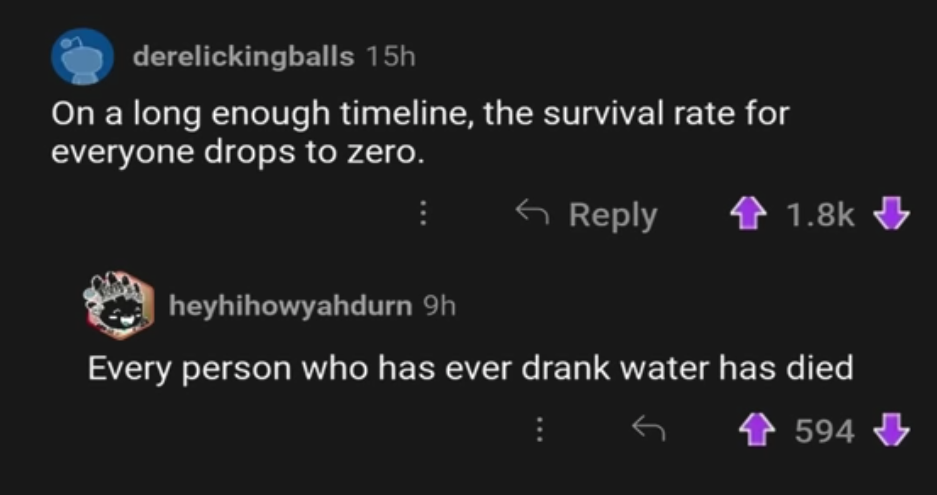 derelickingballs 15h
On a long enough timeline, the survival rate for
everyone drops to zero.
Reply 1.8k
heyhihowyahdurn 9h
Every person who has ever drank water has died
594